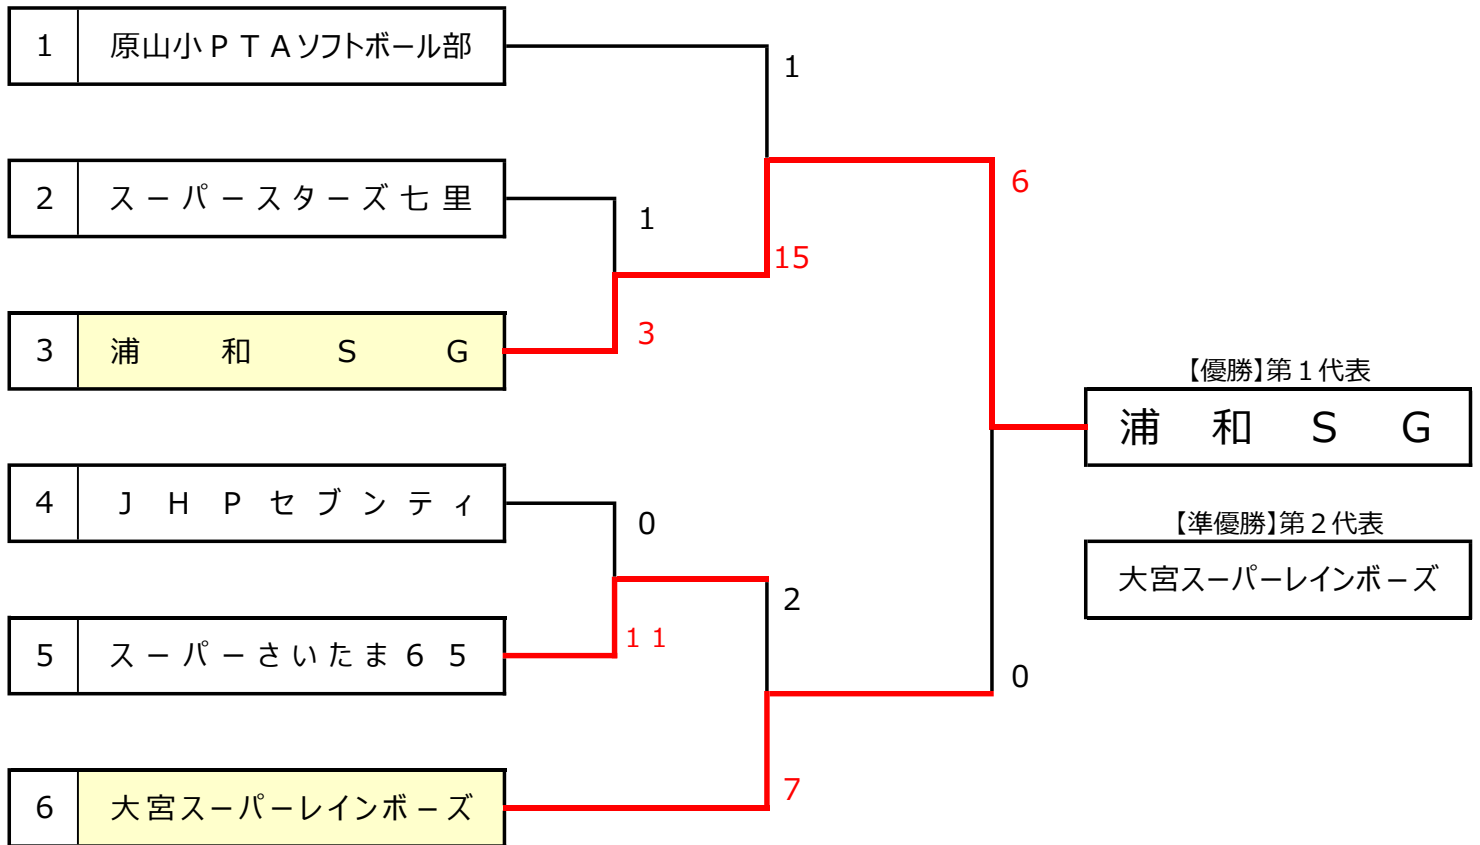 1 原山小ＰＴＡソフトボール部
1
2 スーパースターズ七里
1
15
3 浦和ＳＧ
3
6
【優勝】第１代表
浦和ＳＧ
4 ＪＨＰセブンティ
0
【準優勝】第２代表
大宮スーパーレインボーズ
2
5 スーパーさいたま６５
１１
0
6 大宮スーパーレインボーズ
7